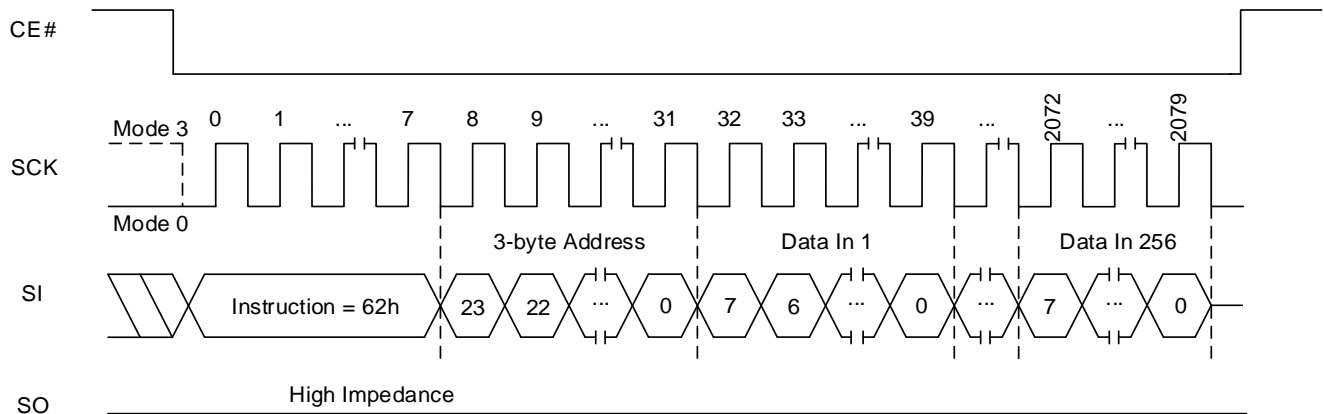 CE#
0 1 ... 7 8 9 ... 31 32 33 ... 39 ... 2072 ... 2079
Mode 3
SCK
Mode 0
3-byte Address Data In 1 Data In 256
SI Instruction = 62h 23 22 ... 0 7 6 ... 0 ... 7 ... 0
High Impedance
SO